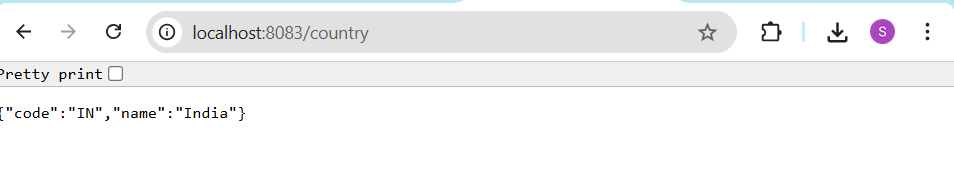 localhost:8083/country
S
Pretty print
{"code":"IN","name":"India"}